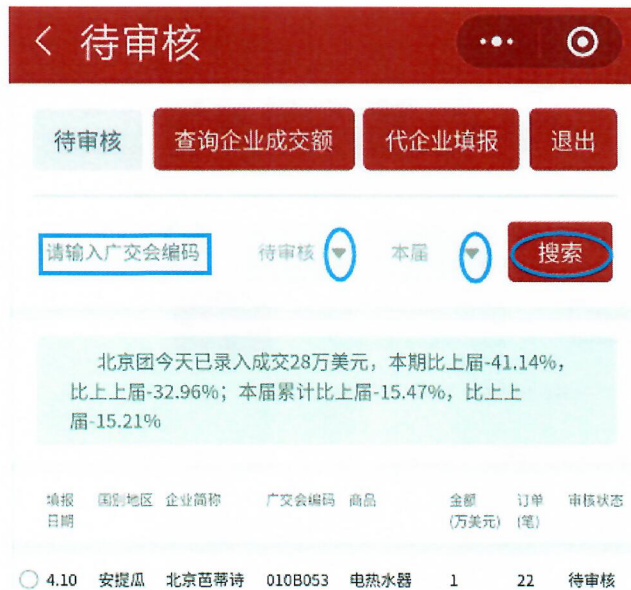 待审核
待审核 查询企业成交额 代企业填报 退出
请输入广交会编码 待审核 本届 搜索
北京团今天已录入成交28万美元，本期比上届-41.14%，
比上上届-32.96%；本届累计比上届-15.47%，比上上
届-15.21%
填报日期 国别地区 企业简称 广交会编码 商品 金额(万美元) 订单(笔) 审核状态
4.10 安提瓜 北京芭蒂诗 010B053 电热水器 1 22 待审核